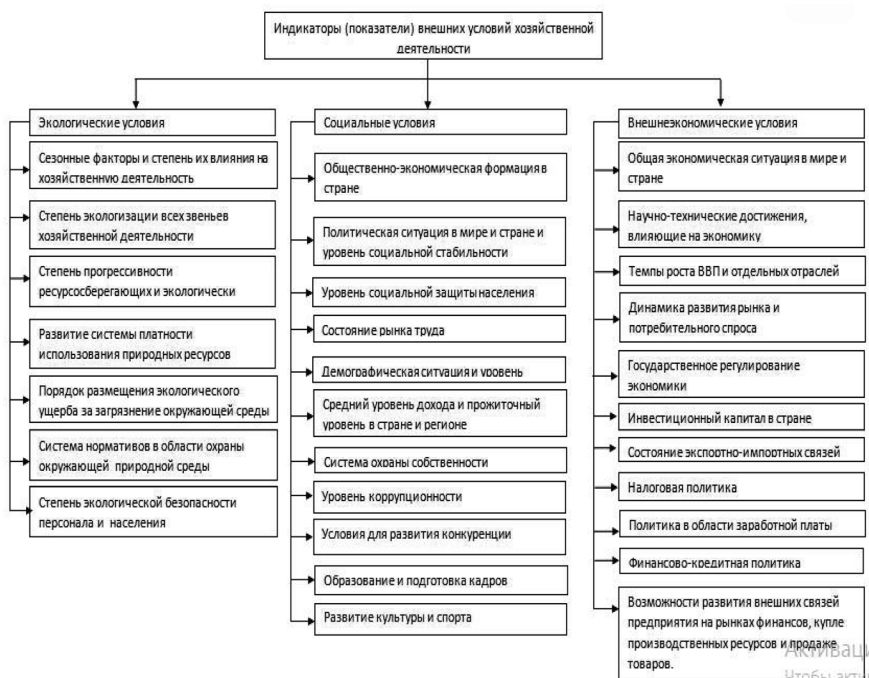 Индикаторы (показатели) внешних условий хозяйственной
деятельности
Экологические условия
Сезонные факторы и степень их влияния на
хозяйственную деятельность
Степень экологизации всех звеньев
хозяйственной деятельности
Степень прогрессивности
ресурсосберегающих и экологически
Развитие системы платности
использования природных ресурсов
Порядок размещения экологического
ущерба за загрязнение окружающей среды
Система нормативов в области охраны
окружающей природной среды
Степень экологической безопасности
персонала и населения
Социальные условия
Общественно-экономическая формация в
стране
Политическая ситуация в мире и стране и
уровень социальной стабильности
Уровень социальной защиты населения
Состояние рынка труда
Демографическая ситуация и уровень
Средний уровень дохода и прожиточный
уровень в стране и регионе
Система охраны собственности
Уровень коррупционности
Условия для развития конкуренции
Образование и подготовка кадров
Развитие культуры и спорта
Внешнеэкономические условия
Общая экономическая ситуация в мире и
стране
Научно-технические достижения,
влияющие на экономику
Темпы роста ВВП и отдельных отраслей
Динамика развития рынка и
потребительного спроса
Государственное регулирование
экономики
Инвестиционный капитал в стране
Состояние экспортно-импортных связей
Налоговая политика
Политика в области заработной платы
Финансово-кредитная политика
Возможности развития внешних связей
предприятия на рынках финансов, купле
производственных ресурсов и продаже
товаров.
Активаци
Чтобы акти